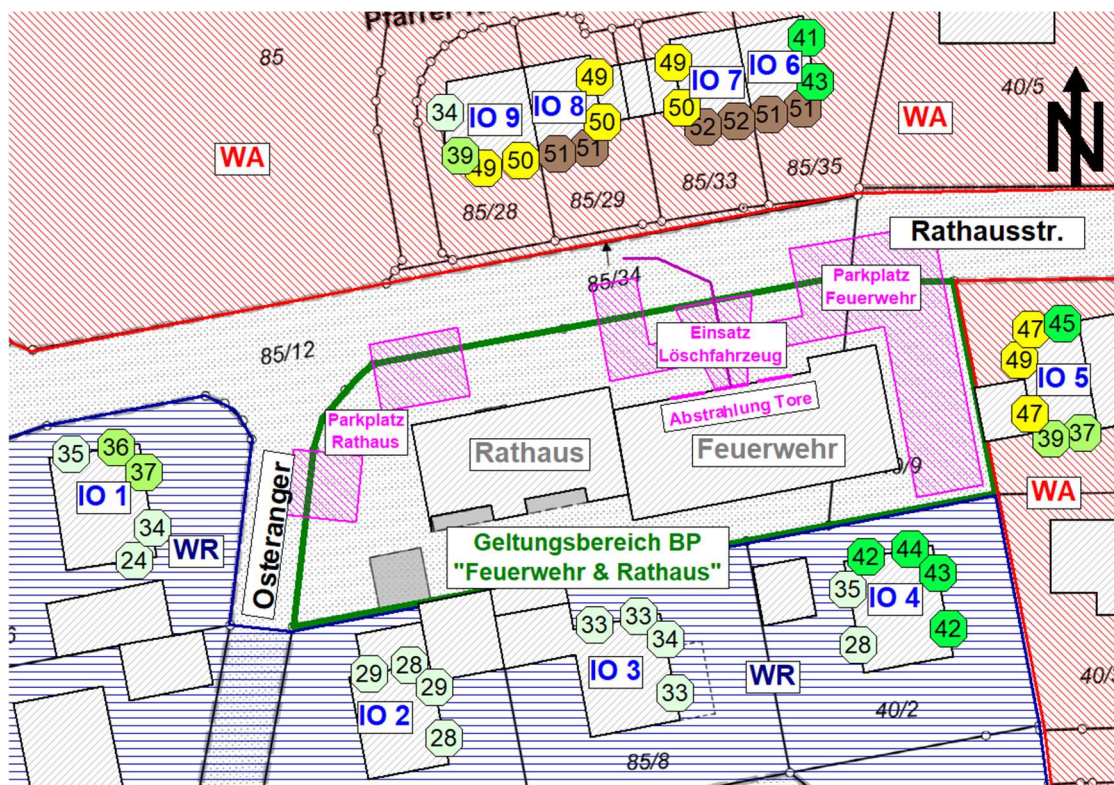 Pfarrer
85
41
49
49
IO 6
43
IO 7
40/5
34
IO 9
IO 8
50
50
52
52
51
51
WA
WA
N
39
49
50
51
51
85/35
85/33
85/29
85/28
Rathausstr.
Parkplatz
Feuerwehr
85/34
Einsatz
Löschfahrzeug
47
45
85/12
49
IO 5
Abstrahlung Tore
Parkplatz
Rathaus
47
39
37
Rathaus
Feuerwehr
35
36
37
IO 1
34
24
WR
Osteranger
WA
Geltungsbereich BP
"Feuerwehr & Rathaus"
42
44
43
35
IO 4
42
28
33
33
34
IO 3
33
29
28
29
IO 2
28
WR
40/2
85/8